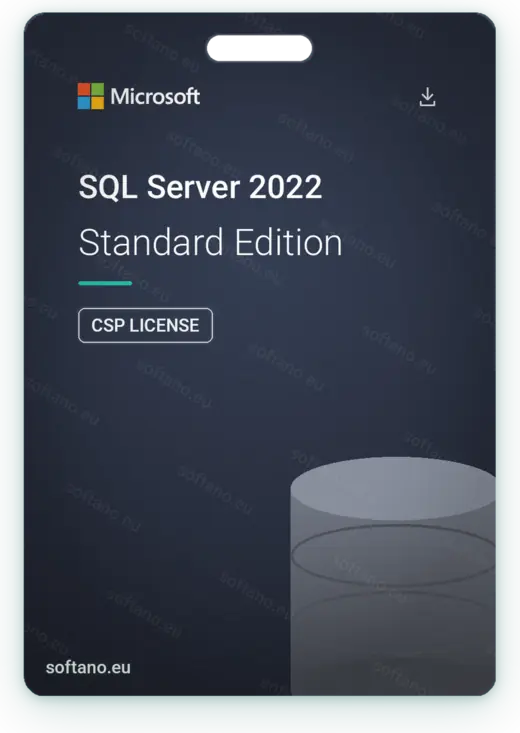 Microsoft
SQL Server 2022
Standard Edition
CSP LICENSE
softano.eu